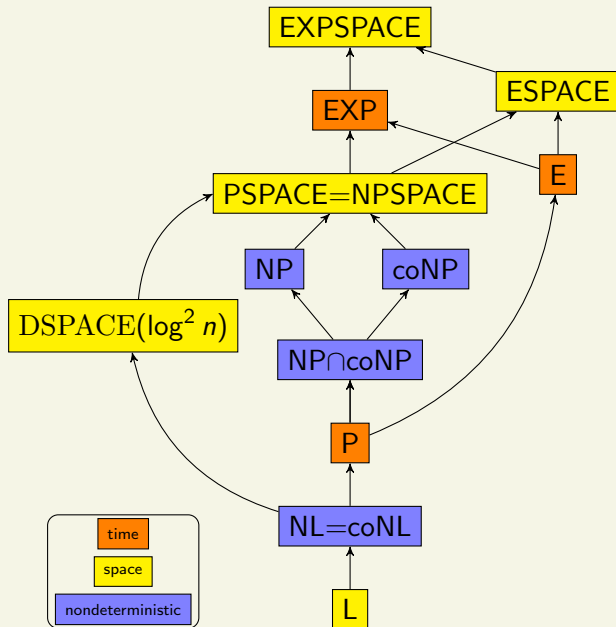 EXPSPACE
ESPACE
EXP
E
PSPACE=NPSPACE
NP
coNP
DSPACE(log² n)
NP∩coNP
P
NL=coNL
time
space
nondeterministic
L